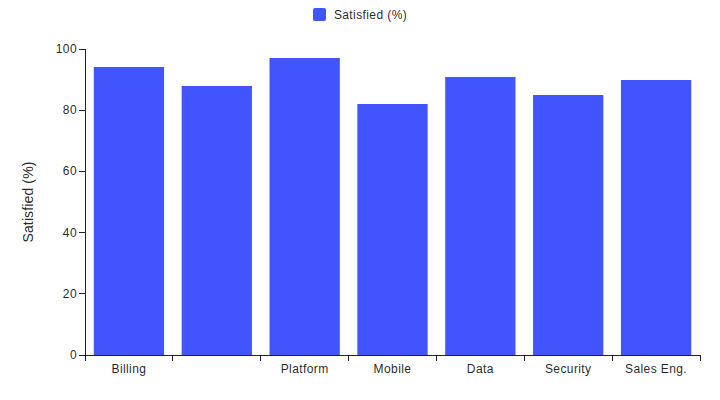 Satisfied (%)
Satisfied (%)
100
80
60
40
20
0
Billing
Platform
Mobile
Data
Security
Sales Eng.